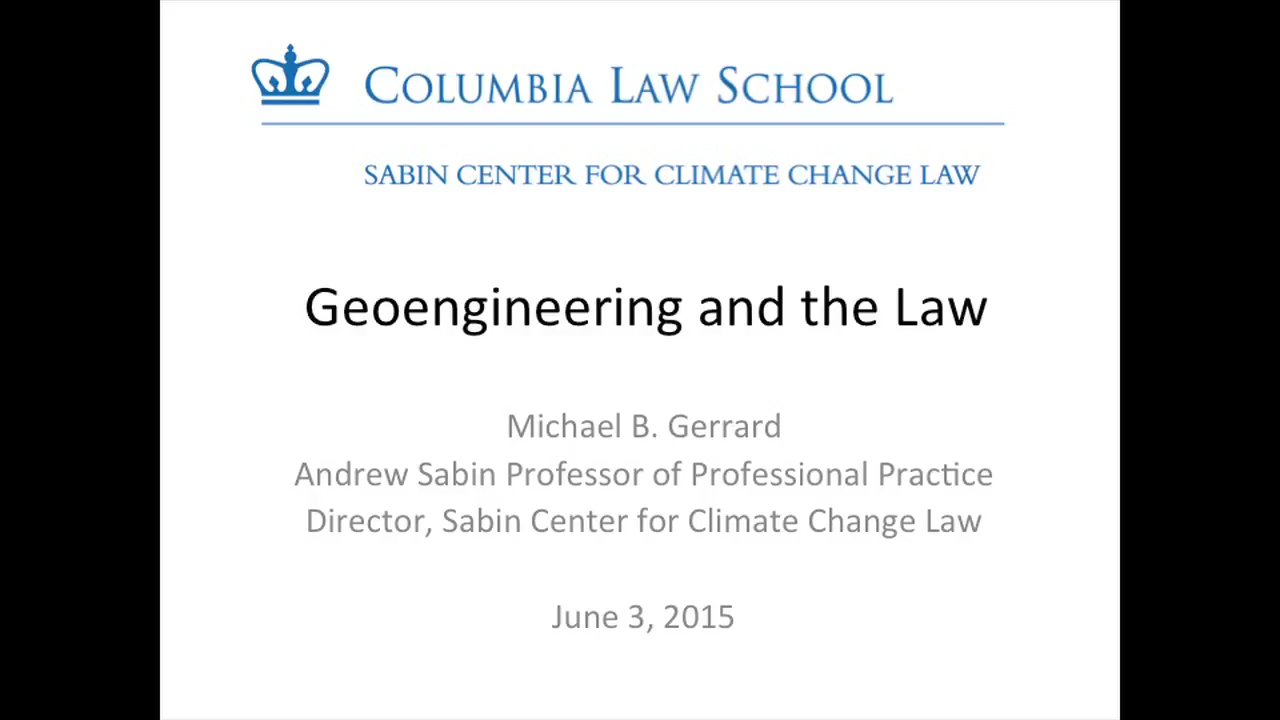 COLUMBIA LAW SCHOOL
SABIN CENTER FOR CLIMATE CHANGE LAW
Geoengineering and the Law
Michael B. Gerrard
Andrew Sabin Professor of Professional Practice
Director, Sabin Center for Climate Change Law
June 3, 2015